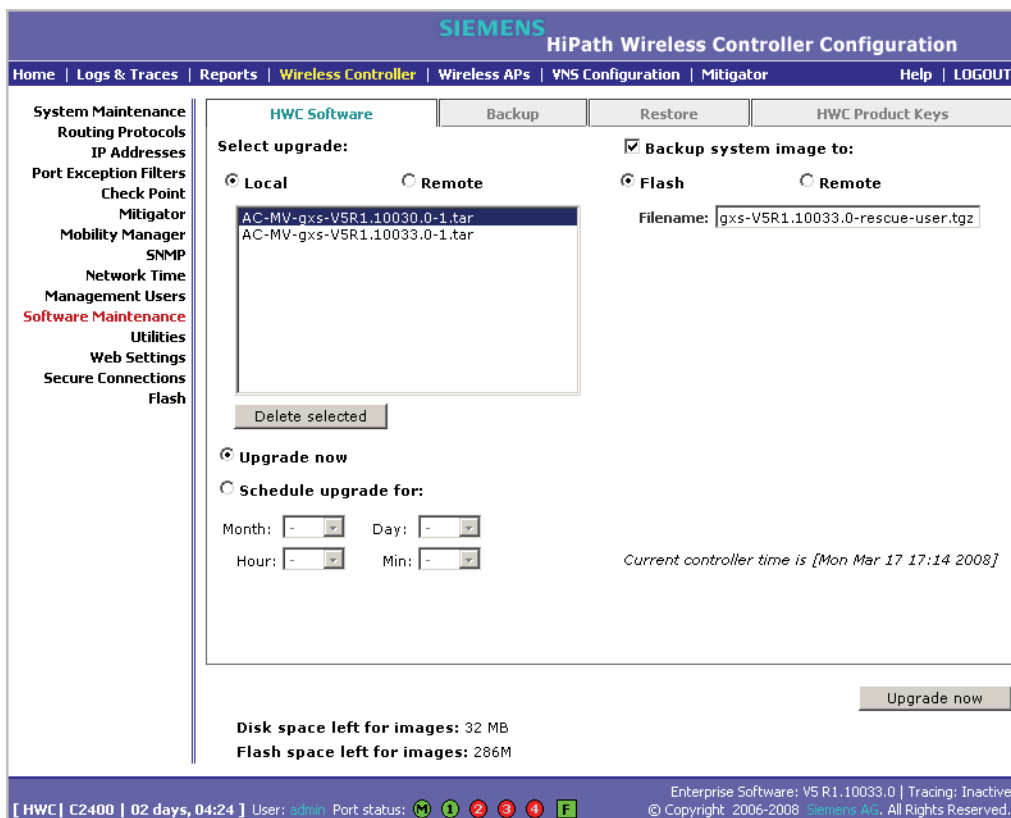 SIEMENS
HiPath Wireless Controller Configuration
Home | Logs & Traces | Reports | Wireless Controller | Wireless APs | VNS Configuration | Mitigator Help | LOGOUT
System Maintenance
Routing Protocols
IP Addresses
Port Exception Filters
Check Point
Mitigator
Mobility Manager
SNMP
Network Time
Management Users
Software Maintenance
Utilities
Web Settings
Secure Connections
Flash
HWC Software Backup Restore HWC Product Keys
Select upgrade: Backup system image to:
Local Remote Flash Remote
AC-MV-gxs-V5R1.10030.0-1.tar
AC-MV-gxs-V5R1.10033.0-1.tar
Filename: gxs-V5R1.10033.0-rescue-user.tgz
Delete selected
Upgrade now
Schedule upgrade for:
Month: - Day: -
Hour: - Min: -
Current controller time is [Mon Mar 17 17:14 2008]
Upgrade now
Disk space left for images: 32 MB
Flash space left for images: 286M
[ HWC| C2400 | 02 days, 04:24 ] User: admin Port status: M 1 2 3 4 F
Enterprise Software: V5 R1.10033.0 | Tracing: Inactive
© Copyright 2006-2008 Siemens AG. All Rights Reserved.